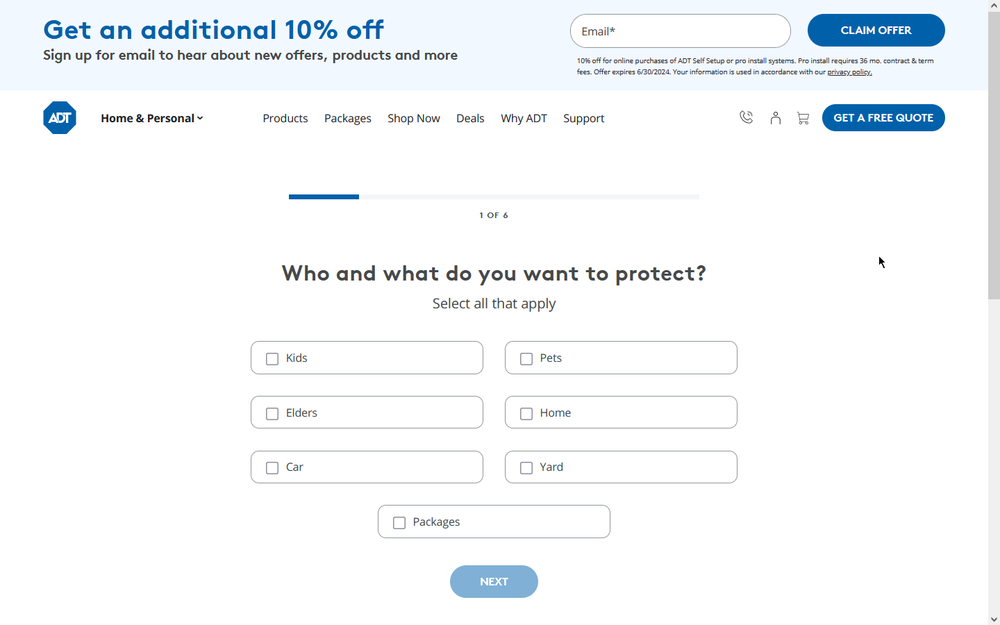 Get an additional 10% off
Sign up for email to hear about new offers, products and more
Email*
CLAIM OFFER
10% off for online purchases of ADT Self Setup or pro install systems. Pro install requires 36 mo. contract & term
fees. Offer expires 6/30/2024. Your information is used in accordance with our privacy policy.
ADT
Home & Personal
Products
Packages
Shop Now
Deals
Why ADT
Support
GET A FREE QUOTE
1 OF 6
Who and what do you want to protect?
Select all that apply
Kids
Pets
Elders
Home
Car
Yard
Packages
NEXT